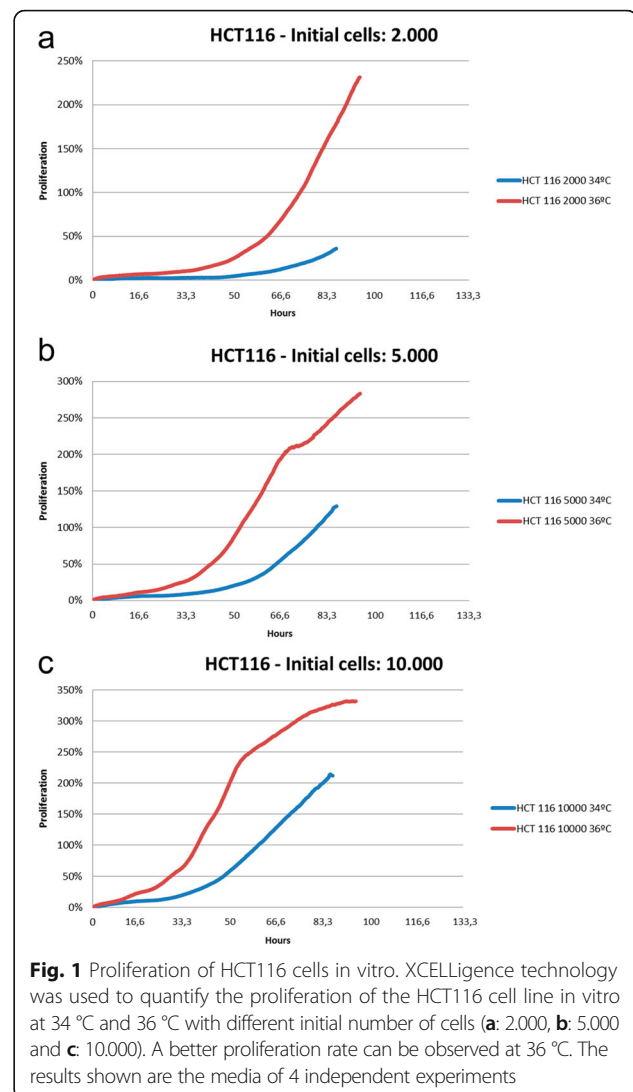 a
HCT116 - Initial cells: 2.000
250%
200%
150%
100%
50%
0%
Proliferation
0 16,6 33,3 50 66,6 83,3 100 116,6 133,3
Hours
HCT 116 2000 34ºC
HCT 116 2000 36ºC
b
HCT116 - Initial cells: 5.000
300%
250%
200%
150%
100%
50%
0%
Proliferation
0 16,6 33,3 50 66,6 83,3 100 116,6 133,3
Hours
HCT 116 5000 34ºC
HCT 116 5000 36ºC
c
HCT116 - Initial cells: 10.000
350%
300%
250%
200%
150%
100%
50%
0%
Proliferation
0 16,6 33,3 50 66,6 83,3 100 116,6 133,3
Hours
HCT 116 10000 34ºC
HCT 116 10000 36ºC
Fig. 1 Proliferation of HCT116 cells in vitro. XCELLigence technology
was used to quantify the proliferation of the HCT116 cell line in vitro
at 34 °C and 36 °C with different initial number of cells (a: 2.000, b: 5.000
and c: 10.000). A better proliferation rate can be observed at 36 °C. The
results shown are the media of 4 independent experiments